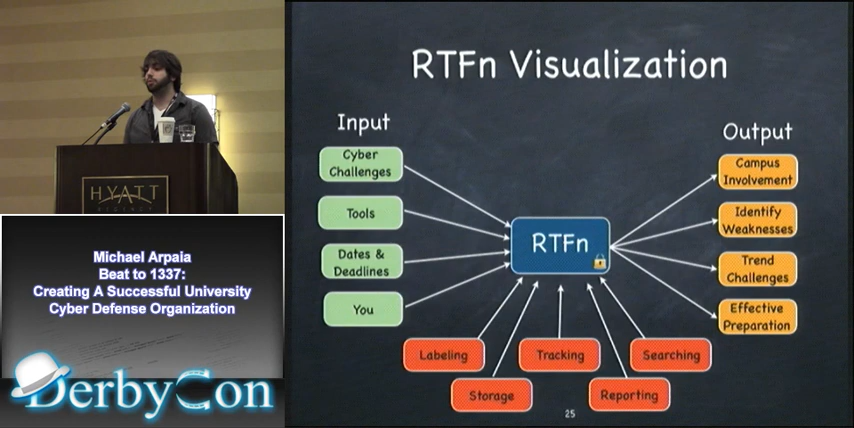 HYATT
Michael Arpaia
Beat to 1337:
Creating A Successful University
Cyber Defense Organization
DerbyCon
RTFn Visualization
Input
Output
Cyber
Challenges
Tools
Dates &
Deadlines
You
RTFn
Campus
Involvement
Identify
Weaknesses
Trend
Challenges
Effective
Preparation
Labeling
Tracking
Searching
Storage
Reporting
25